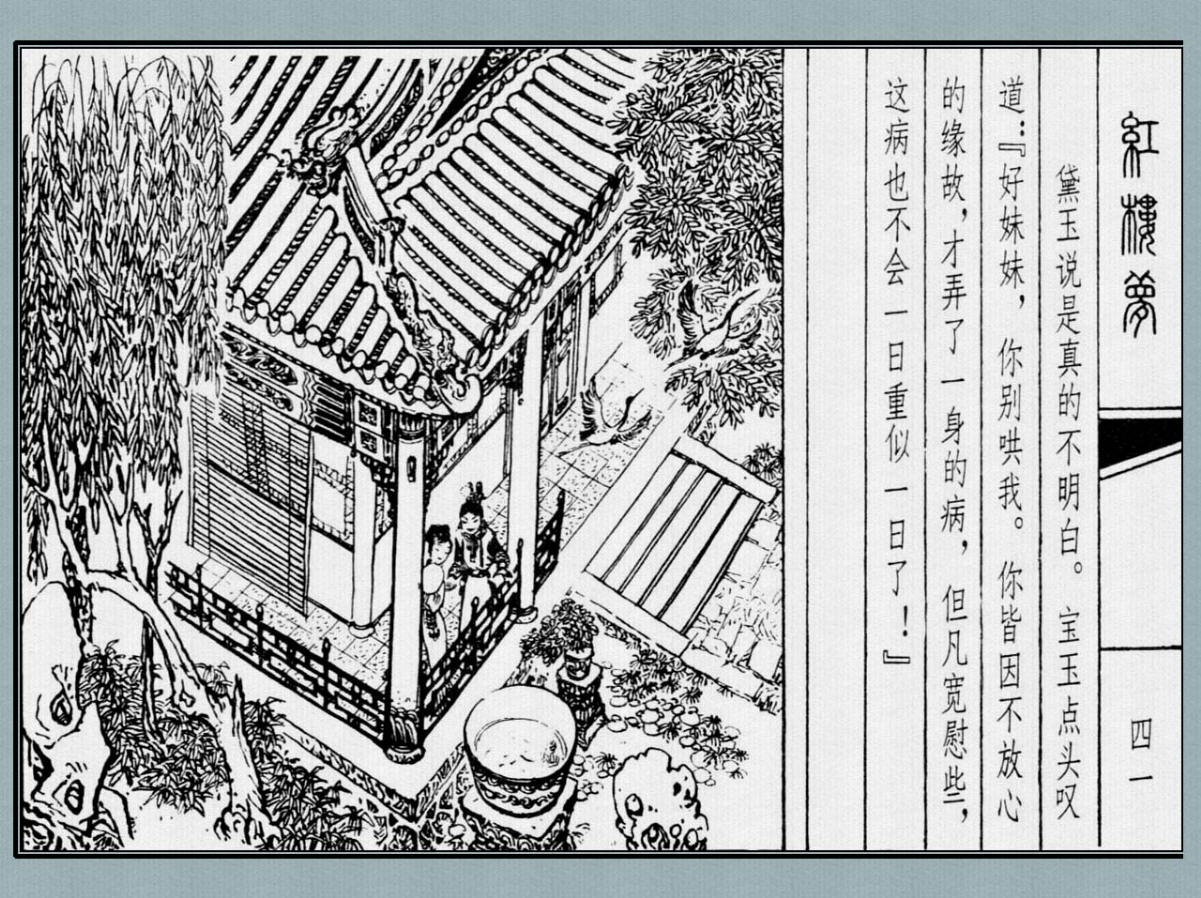 红楼梦
四一
黛玉说是真的不明白。宝玉点头叹
道：『好妹妹，你别哄我。你皆因不放心
的缘故，才弄了一身的病，但凡宽慰些，
这病也不会一日重似一日了！』